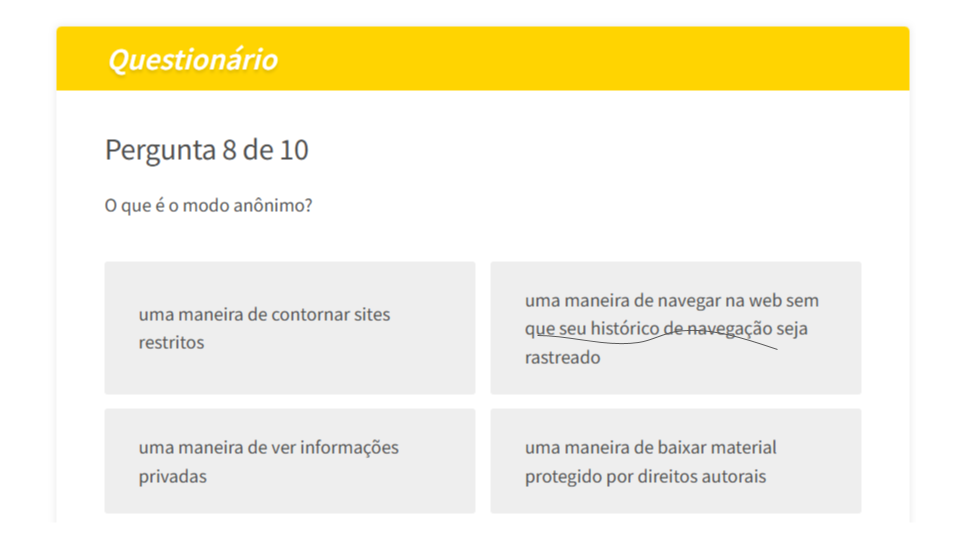 Questionário
Pergunta 8 de 10
O que é o modo anônimo?
uma maneira de contornar sites
restritos
uma maneira de navegar na web sem
que seu histórico de navegação seja
rastreado
uma maneira de ver informações
privadas
uma maneira de baixar material
protegido por direitos autorais